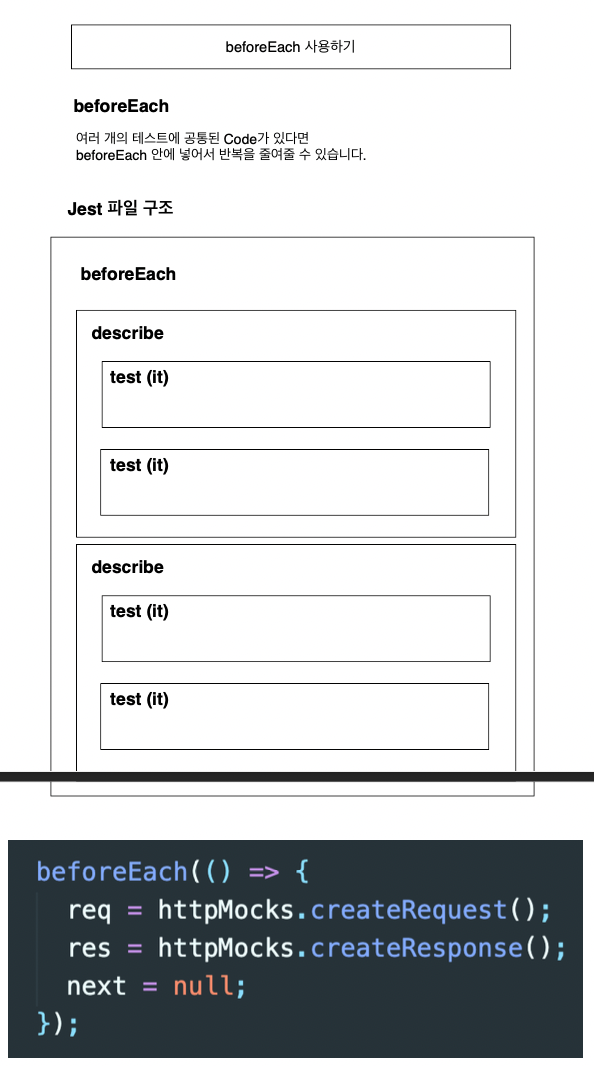 beforeEach 사용하기
beforeEach
여러 개의 테스트에 공통된 Code가 있다면
beforeEach 안에 넣어서 반복을 줄여줄 수 있습니다.
Jest 파일 구조
beforeEach
describe
test (it)
test (it)
describe
test (it)
test (it)
beforeEach(() => {
req = httpMocks.createRequest();
res = httpMocks.createResponse();
next = null;
});